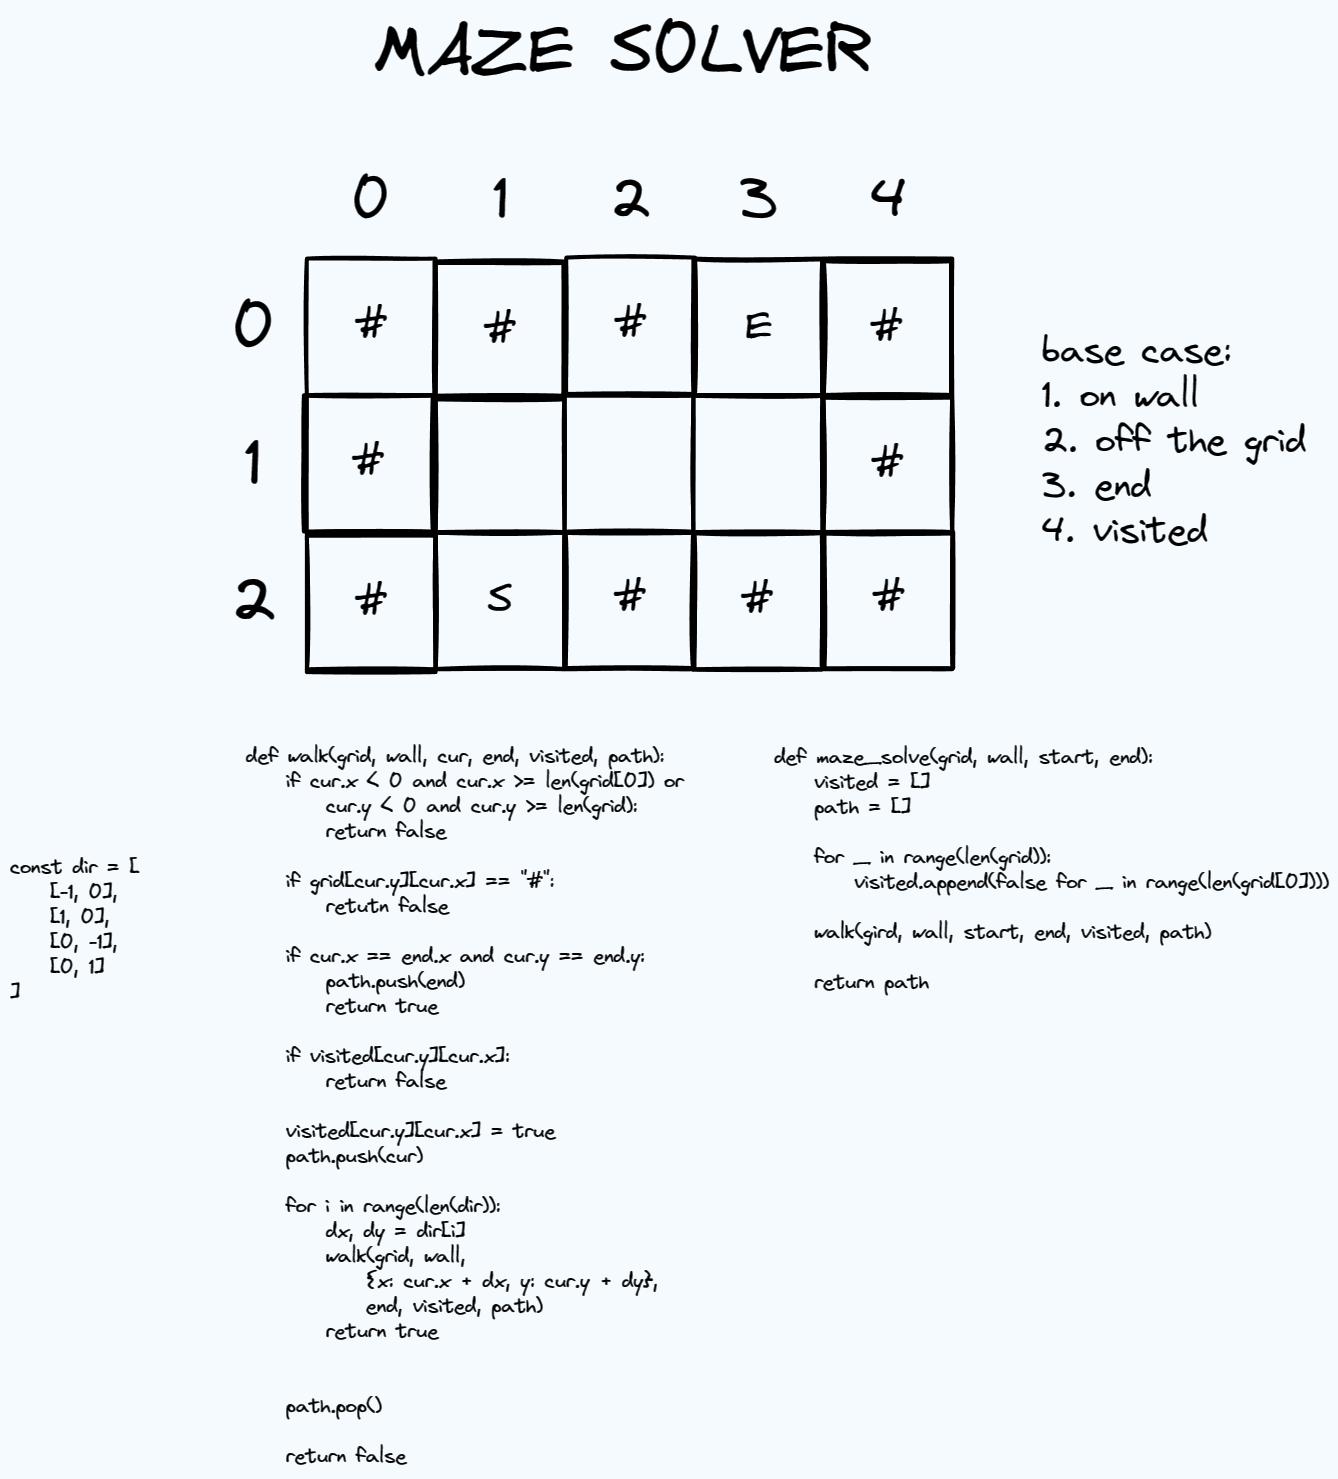 MAZE SOLVER
0 1 2 3 4
0 # # # E #
1 # #
2 # S # # #
base case:
1. on wall
2. off the grid
3. end
4. visited
const dir = [
[-1, 0],
[1, 0],
[0, -1],
[0, 1]
]
def walk(grid, wall, cur, end, visited, path):
if cur.x < 0 and cur.x >= len(grid[0]) or
cur.y < 0 and cur.y >= len(grid):
return false
if grid[cur.y][cur.x] == "#":
retutn false
if cur.x == end.x and cur.y == end.y:
path.push(end)
return true
if visited[cur.y][cur.x]:
return false
visited[cur.y][cur.x] = true
path.push(cur)
for i in range(len(dir)):
dx, dy = dir[i]
walk(grid, wall,
{x: cur.x + dx, y: cur.y + dy},
end, visited, path)
return true
path.pop()
return false
def maze_solve(grid, wall, start, end):
visited = []
path = []
for _ in range(len(grid)):
visited.append(false for _ in range(len(grid[0])))
walk(gird, wall, start, end, visited, path)
return path